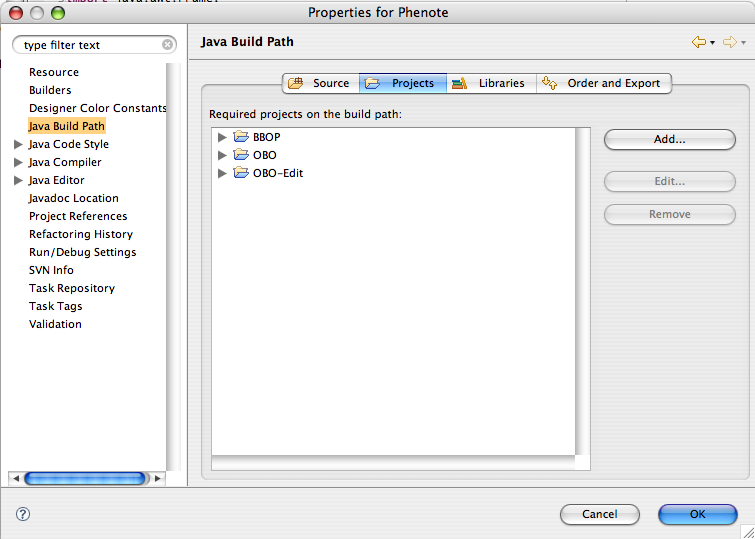 Properties for Phenote
type filter text
Resource
Builders
Designer Color Constants
Java Build Path
Java Code Style
Java Compiler
Java Editor
Javadoc Location
Project References
Refactoring History
Run/Debug Settings
SVN Info
Task Repository
Task Tags
Validation
Java Build Path
Source Projects Libraries Order and Export
Required projects on the build path:
BBOP
OBO
OBO-Edit
Add...
Edit...
Remove
?
Cancel OK